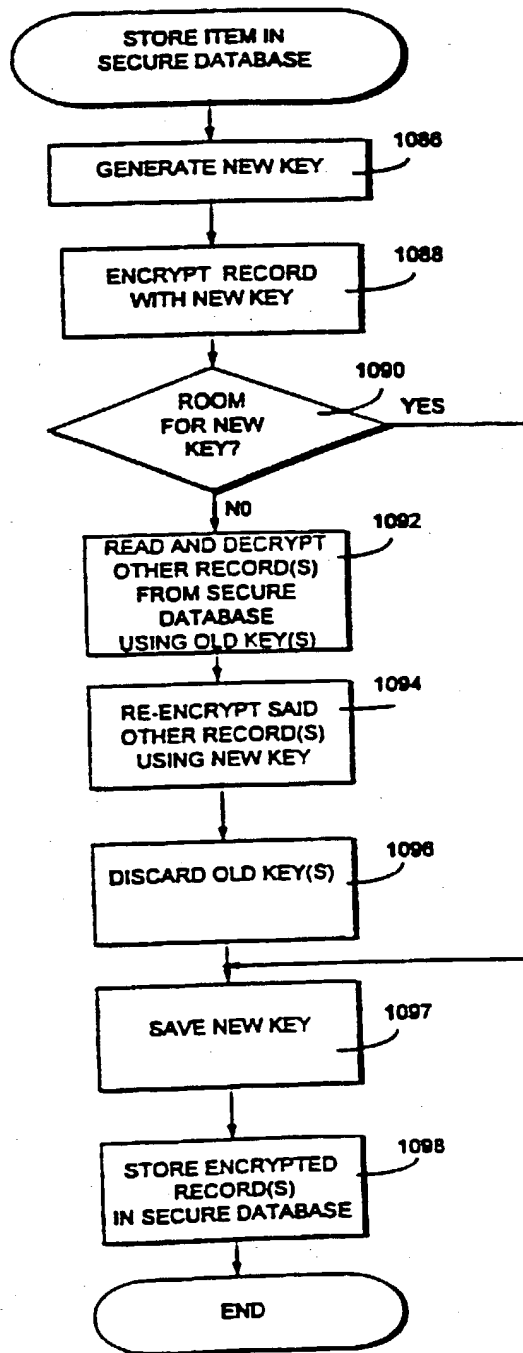 STORE ITEM IN
SECURE DATABASE
1086
GENERATE NEW KEY
1088
ENCRYPT RECORD
WITH NEW KEY
1090
ROOM
FOR NEW
KEY?
YES
NO
1092
READ AND DECRYPT
OTHER RECORD(S)
FROM SECURE
DATABASE
USING OLD KEY(S)
1094
RE-ENCRYPT SAID
OTHER RECORD(S)
USING NEW KEY
1096
DISCARD OLD KEY(S)
1097
SAVE NEW KEY
1098
STORE ENCRYPTED
RECORD(S)
IN SECURE DATABASE
END